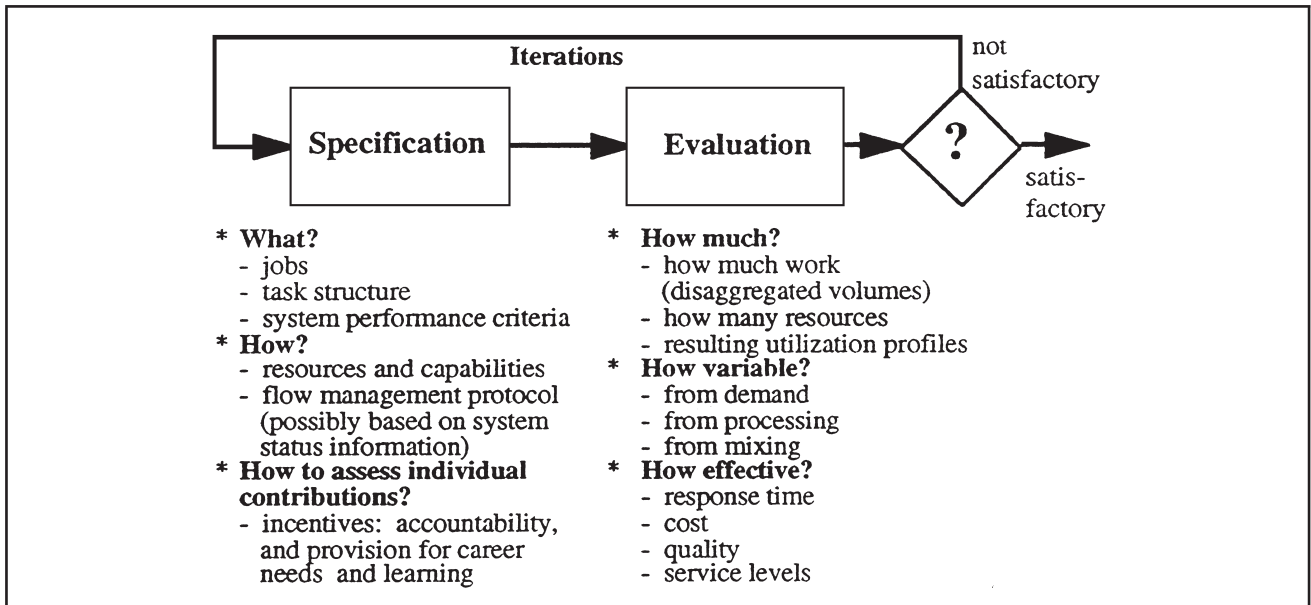 Iterations
not
satisfactory
Specification
Evaluation
?
satis-
factory
* What?
- jobs
- task structure
- system performance criteria
* How?
- resources and capabilities
- flow management protocol
(possibly based on system
status information)
* How to assess individual
contributions?
- incentives: accountability,
and provision for career
needs and learning
* How much?
- how much work
(disaggregated volumes)
- how many resources
- resulting utilization profiles
* How variable?
- from demand
- from processing
- from mixing
* How effective?
- response time
- cost
- quality
- service levels